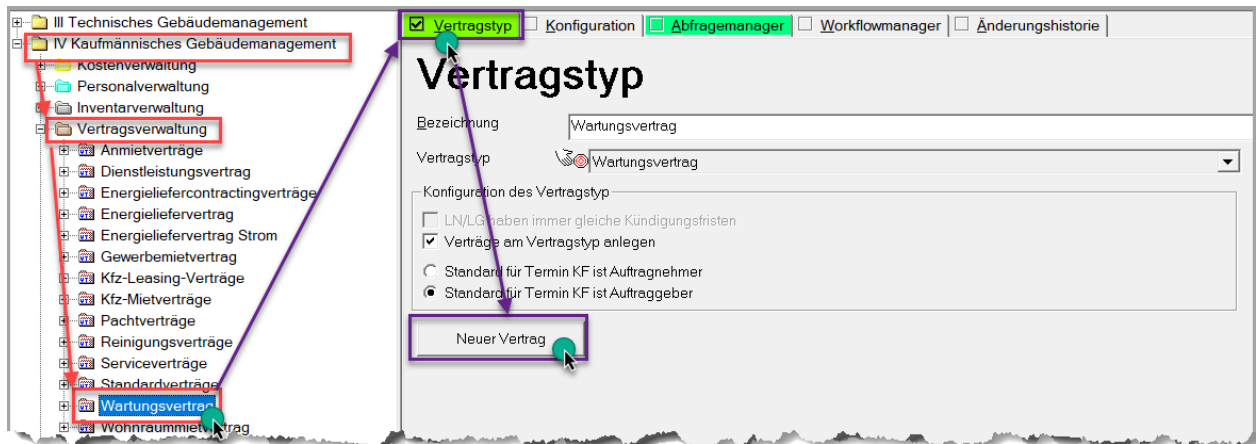 III Technisches Gebäudemanagement
IV Kaufmännisches Gebäudemanagement
Kostenverwaltung
Personalverwaltung
Inventarverwaltung
Vertragsverwaltung
Anmietverträge
Dienstleistungsvertrag
Energieliefercontractingverträge
Energieliefervertrag
Energieliefervertrag Strom
Gewerbemietvertrag
Kfz-Leasing-Verträge
Kfz-Mietverträge
Pachtverträge
Reinigungsverträge
Serviceverträge
Standardverträge
Wartungsvertrag
Wohnraummietvertrag
Vertragstyp Konfiguration Abfragemanager Workflowmanager Änderungshistorie
Vertragstyp
Bezeichnung Wartungsvertrag
Vertragstyp Wartungsvertrag
Konfiguration des Vertragstyp
LN/LG haben immer gleiche Kündigungsfristen
Verträge am Vertragstyp anlegen
Standard für Termin KF ist Auftragnehmer
Standard für Termin KF ist Auftraggeber
Neuer Vertrag